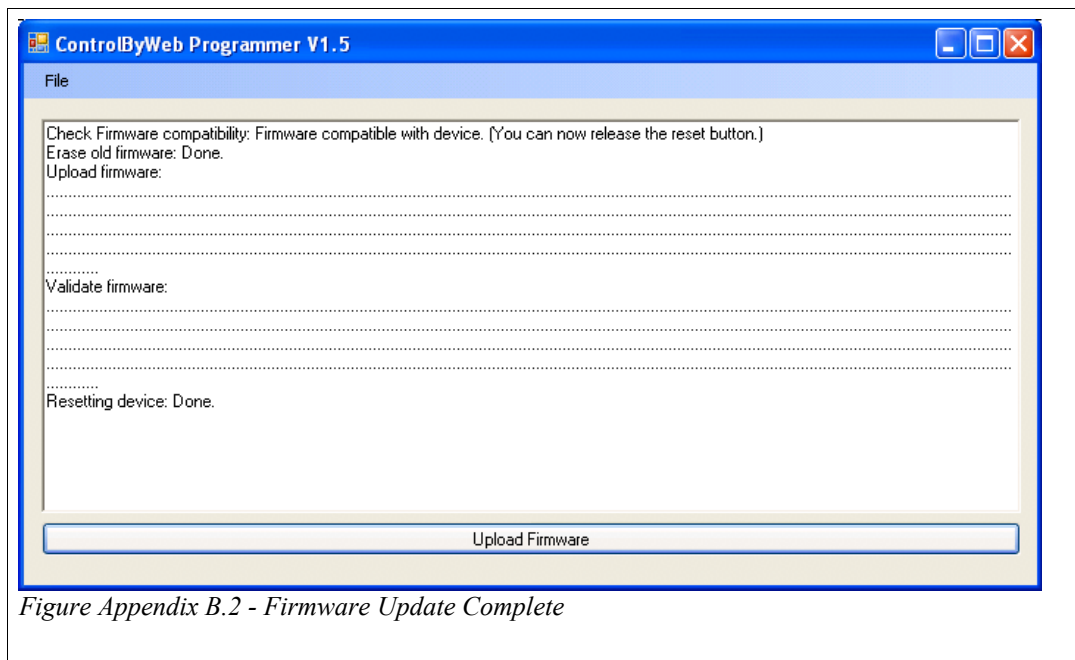 ControlByWeb Programmer V1.5
File
Check Firmware compatibility: Firmware compatible with device. (You can now release the reset button.)
Erase old firmware: Done.
Upload firmware:
................................................................................................................................................................................................
................................................................................................................................................................................................
................................................................................................................................................................................................
................................................................................................................................................................................................
............
Validate firmware:
................................................................................................................................................................................................
................................................................................................................................................................................................
................................................................................................................................................................................................
................................................................................................................................................................................................
............
Resetting device: Done.
Upload Firmware
Figure Appendix B.2 - Firmware Update Complete